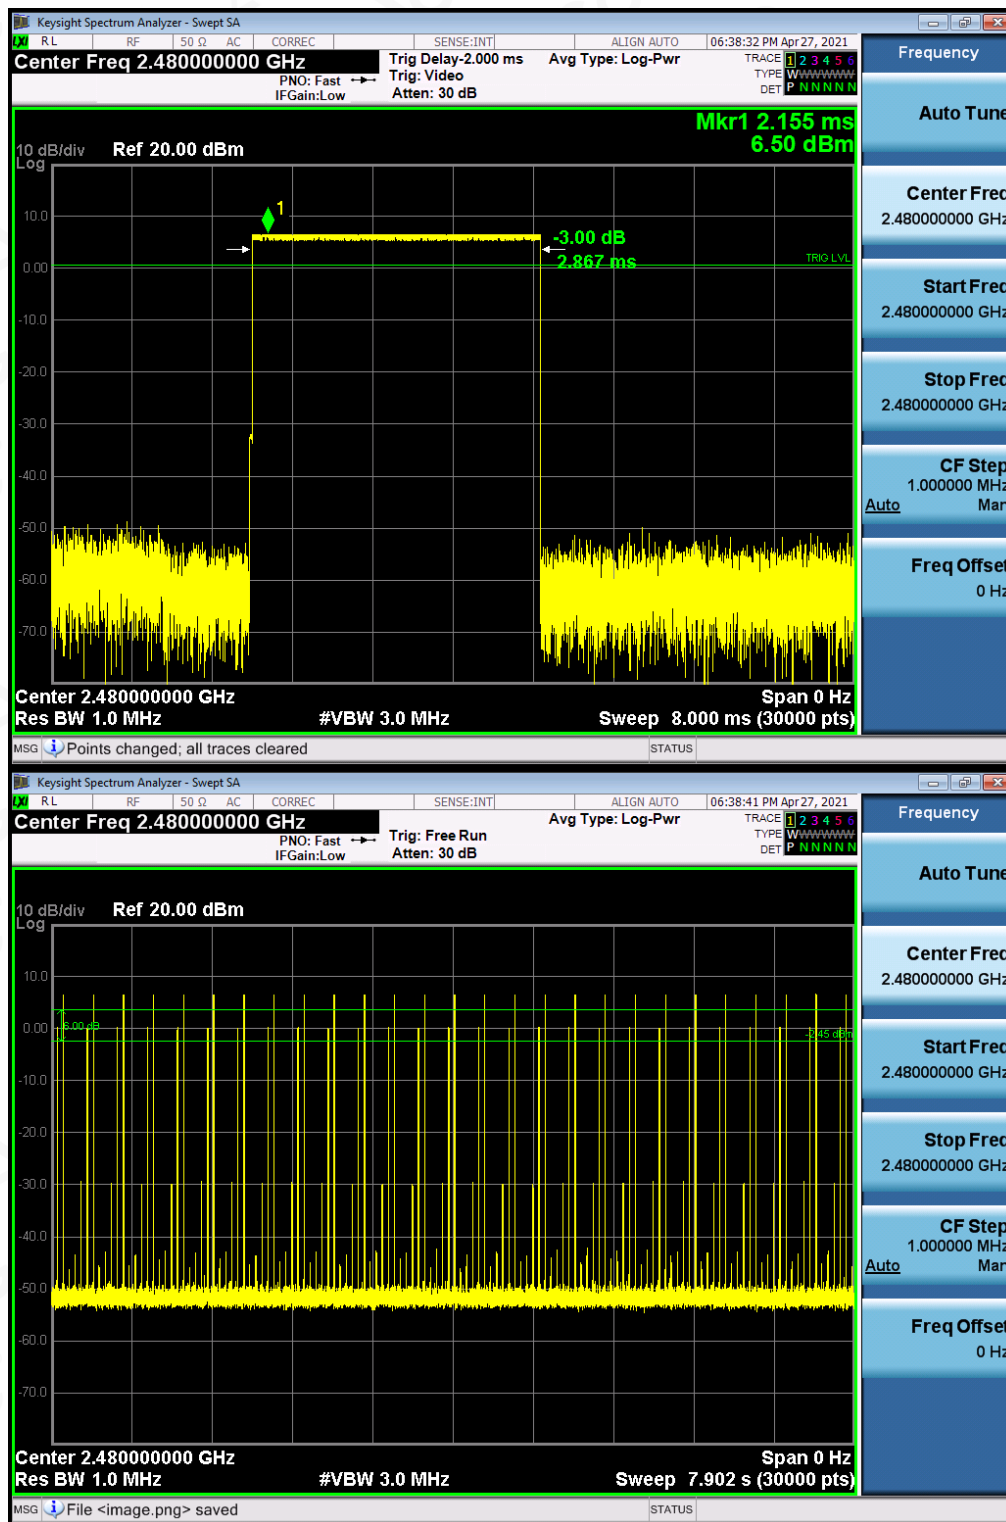 Keysight Spectrum Analyzer - Swept SA
LXI RL RF 50 Ω AC CORREC SENSE:INT ALIGN AUTO 06:38:32 PM Apr 27, 2021
Center Freq 2.480000000 GHz Trig Delay-2.000 ms Avg Type: Log-Pwr TRACE 1 2 3 4 5 6
PNO: Fast Trig: Video TYPE WWWWWWW
IFGain:Low Atten: 30 dB DET P N N N N N
Mkr1 2.155 ms
6.50 dBm
10 dB/div Ref 20.00 dBm
Log
10.0
1
-3.00 dB
2.867 ms
TRIG LVL
0.00
-10.0
-20.0
-30.0
-40.0
-50.0
-60.0
-70.0
Center 2.480000000 GHz Span 0 Hz
Res BW 1.0 MHz #VBW 3.0 MHz Sweep 8.000 ms (30000 pts)
MSG Points changed; all traces cleared STATUS
Frequency
Auto Tune
Center Freq
2.480000000 GHz
Start Freq
2.480000000 GHz
Stop Freq
2.480000000 GHz
CF Step
1.000000 MHz
Auto Man
Freq Offset
0 Hz
Keysight Spectrum Analyzer - Swept SA
LXI RL RF 50 Ω AC CORREC SENSE:INT ALIGN AUTO 06:38:41 PM Apr 27, 2021
Center Freq 2.480000000 GHz Avg Type: Log-Pwr TRACE 1 2 3 4 5 6
PNO: Fast Trig: Free Run TYPE WWWWWWW
IFGain:Low Atten: 30 dB DET P N N N N N
10 dB/div Ref 20.00 dBm
Log
10.0
0.00
6.00 dB
-2.45 dBm
-10.0
-20.0
-30.0
-40.0
-50.0
-60.0
-70.0
Center 2.480000000 GHz Span 0 Hz
Res BW 1.0 MHz #VBW 3.0 MHz Sweep 7.902 s (30000 pts)
MSG File <image.png> saved STATUS
Frequency
Auto Tune
Center Freq
2.480000000 GHz
Start Freq
2.480000000 GHz
Stop Freq
2.480000000 GHz
CF Step
1.000000 MHz
Auto Man
Freq Offset
0 Hz